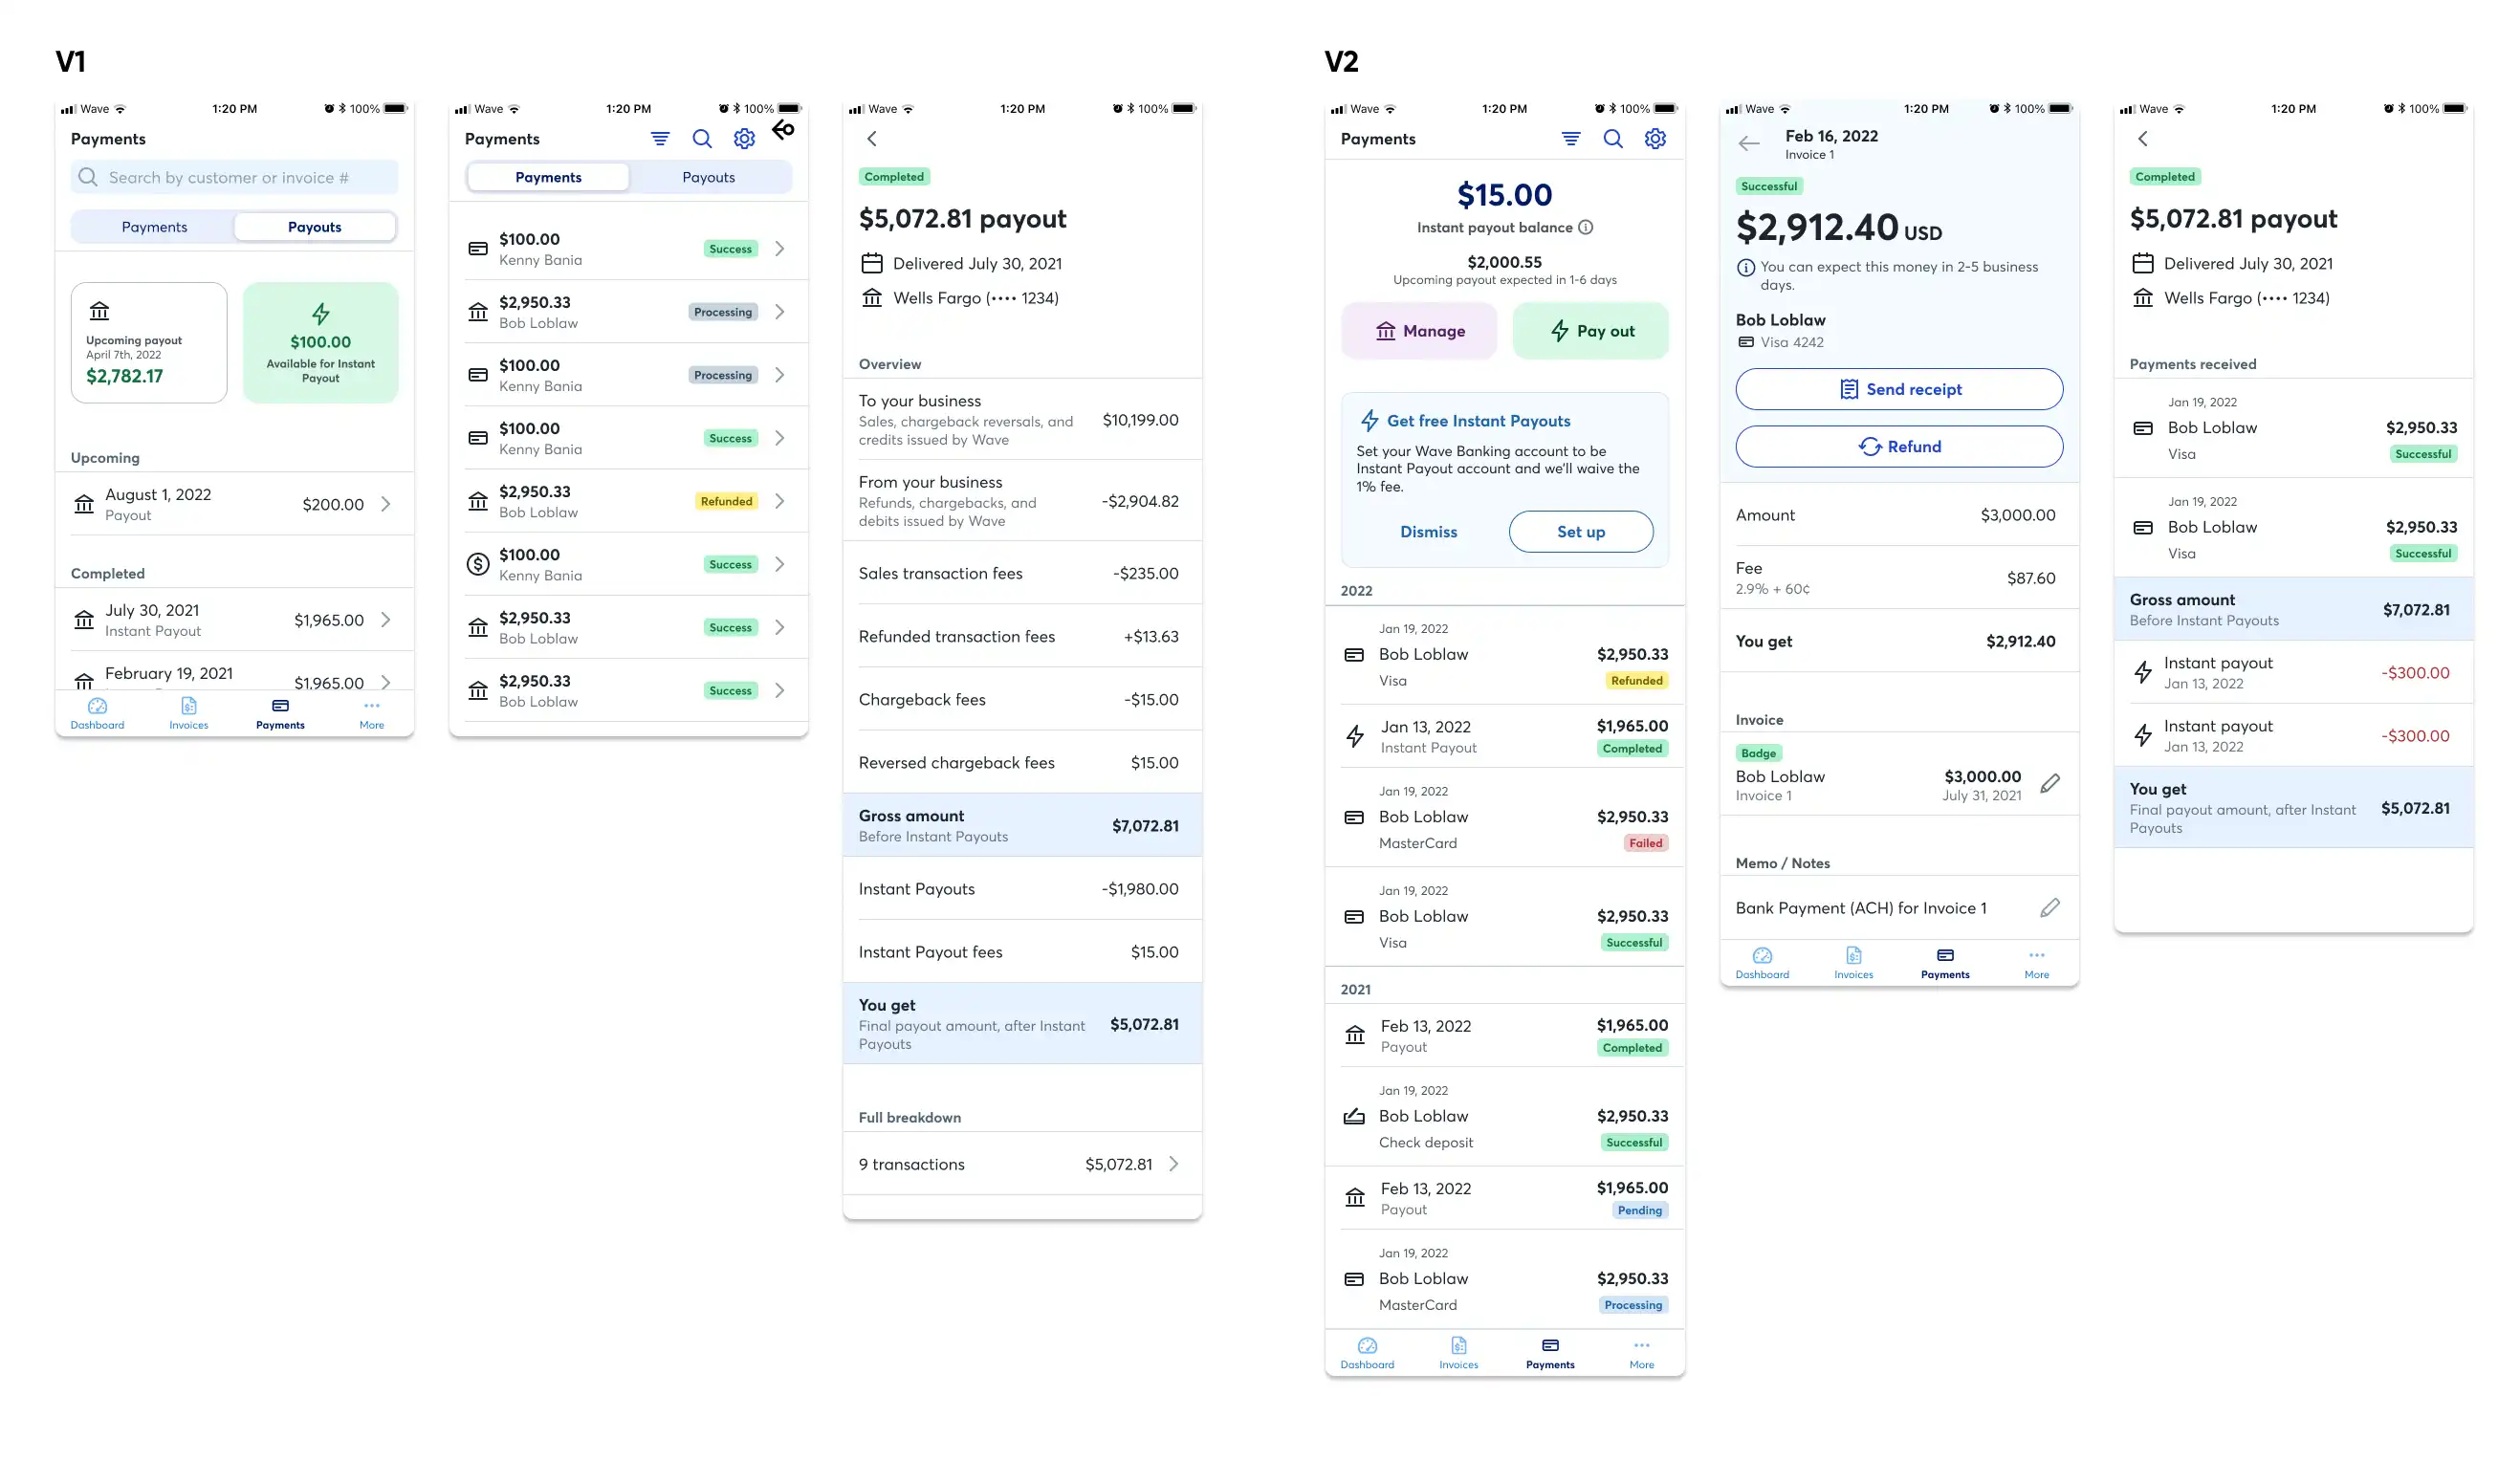 V1
Wave 1:20 PM 100%
Payments
Search by customer or invoice #
Payments Payouts
Upcoming payout
April 7th, 2022
$2,782.17
$100.00
Available for Instant
Payout
Upcoming
August 1, 2022
Payout
$200.00
Completed
July 30, 2021
Instant Payout
$1,965.00
February 19, 2021
$1,965.00
Dashboard Invoices Payments More
Wave 1:20 PM 100%
Payments
Payments Payouts
$100.00
Kenny Bania
Success
$2,950.33
Bob Loblaw
Processing
$100.00
Kenny Bania
Processing
$100.00
Kenny Bania
Success
$2,950.33
Bob Loblaw
Refunded
$100.00
Kenny Bania
Success
$2,950.33
Bob Loblaw
Success
$2,950.33
Bob Loblaw
Success
Wave 1:20 PM 100%
Completed
$5,072.81 payout
Delivered July 30, 2021
Wells Fargo (•••• 1234)
Overview
To your business
Sales, chargeback reversals, and
credits issued by Wave
$10,199.00
From your business
Refunds, chargebacks, and
debits issued by Wave
-$2,904.82
Sales transaction fees -$235.00
Refunded transaction fees +$13.63
Chargeback fees -$15.00
Reversed chargeback fees $15.00
Gross amount
Before Instant Payouts
$7,072.81
Instant Payouts -$1,980.00
Instant Payout fees $15.00
You get
Final payout amount, after Instant
Payouts
$5,072.81
Full breakdown
9 transactions $5,072.81
V2
Wave 1:20 PM 100%
Payments
$15.00
Instant payout balance
$2,000.55
Upcoming payout expected in 1-6 days
Manage Pay out
Get free Instant Payouts
Set your Wave Banking account to be
Instant Payout account and we'll waive the
1% fee.
Dismiss Set up
2022
Jan 19, 2022
Bob Loblaw $2,950.33
Visa Refunded
Jan 13, 2022 $1,965.00
Instant Payout Completed
Jan 19, 2022
Bob Loblaw $2,950.33
MasterCard Failed
Jan 19, 2022
Bob Loblaw $2,950.33
Visa Successful
2021
Feb 13, 2022 $1,965.00
Payout Completed
Jan 19, 2022
Bob Loblaw $2,950.33
Check deposit Successful
Feb 13, 2022 $1,965.00
Payout Pending
Jan 19, 2022
Bob Loblaw $2,950.33
MasterCard Processing
Dashboard Invoices Payments More
Wave 1:20 PM 100%
Feb 16, 2022
Invoice 1
Successful
$2,912.40 USD
You can expect this money in 2-5 business
days.
Bob Loblaw
Visa 4242
Send receipt
Refund
Amount $3,000.00
Fee
2.9% + 60¢
$87.60
You get $2,912.40
Invoice
Badge
Bob Loblaw $3,000.00
Invoice 1 July 31, 2021
Memo / Notes
Bank Payment (ACH) for Invoice 1
Dashboard Invoices Payments More
Wave 1:20 PM 100%
Completed
$5,072.81 payout
Delivered July 30, 2021
Wells Fargo (•••• 1234)
Payments received
Jan 19, 2022
Bob Loblaw $2,950.33
Visa Successful
Jan 19, 2022
Bob Loblaw $2,950.33
Visa Successful
Gross amount
Before Instant Payouts
$7,072.81
Instant payout
Jan 13, 2022
-$300.00
Instant payout
Jan 13, 2022
-$300.00
You get
Final payout amount, after Instant
Payouts
$5,072.81